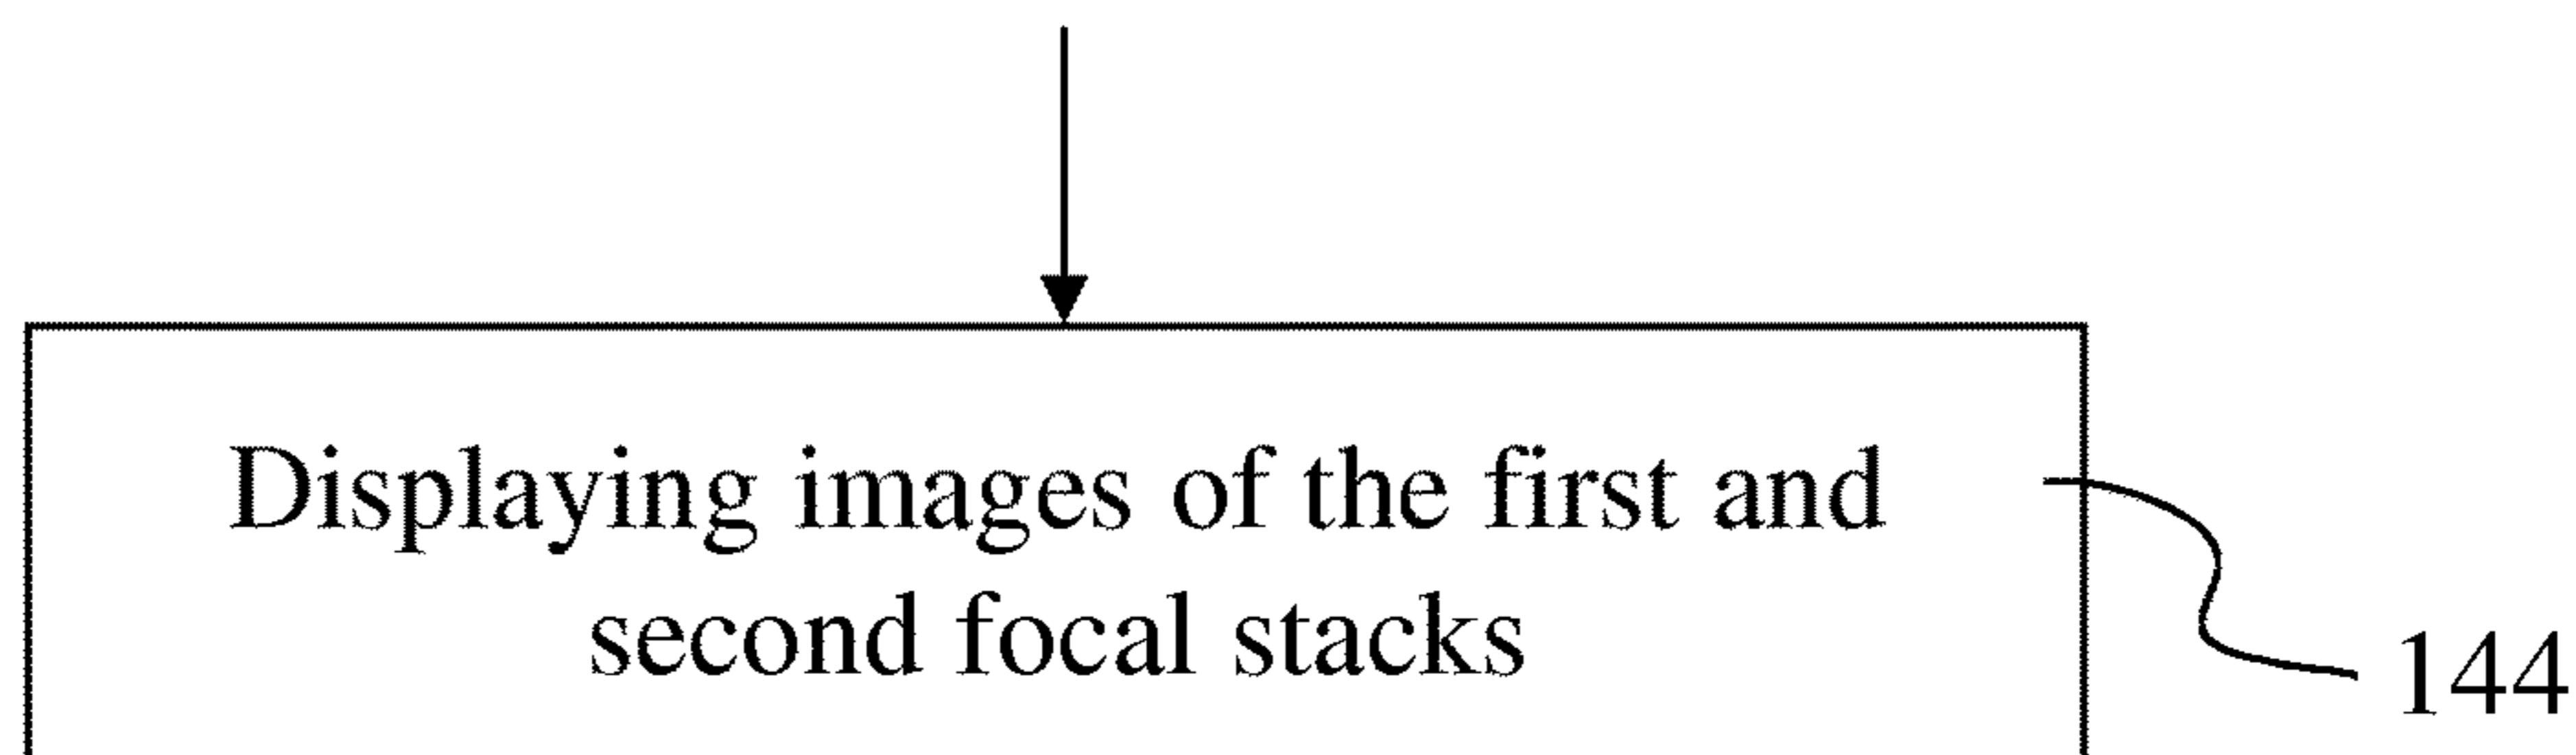 Displaying images of the first and
second focal stacks
144